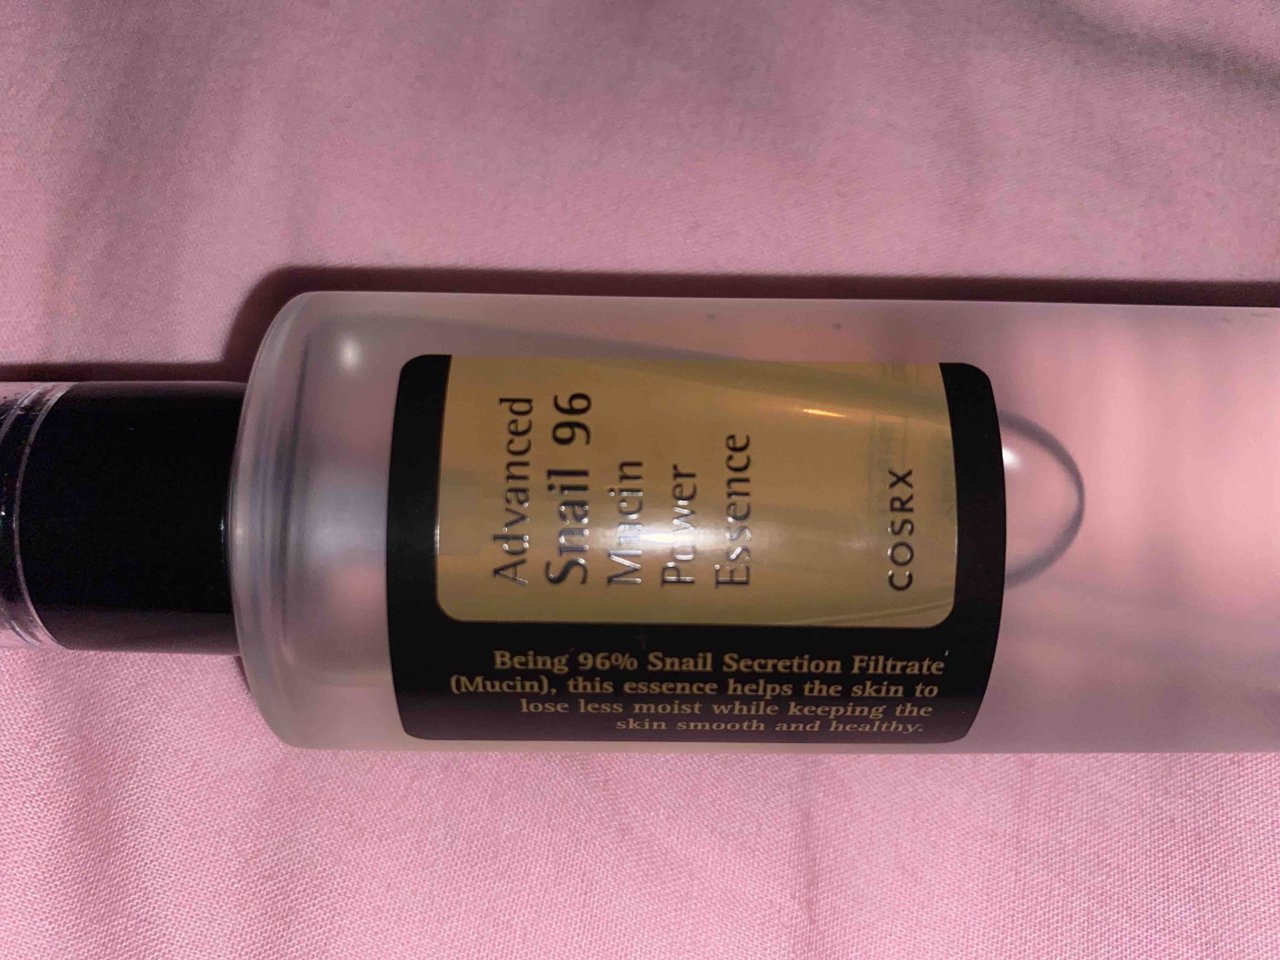 Advanced
Snail 96
Mucin
Power
Essence
COSRX
Being 96% Snail Secretion Filtrate
(Mucin), this essence helps the skin to
lose less moist while keeping the
skin smooth and healthy.